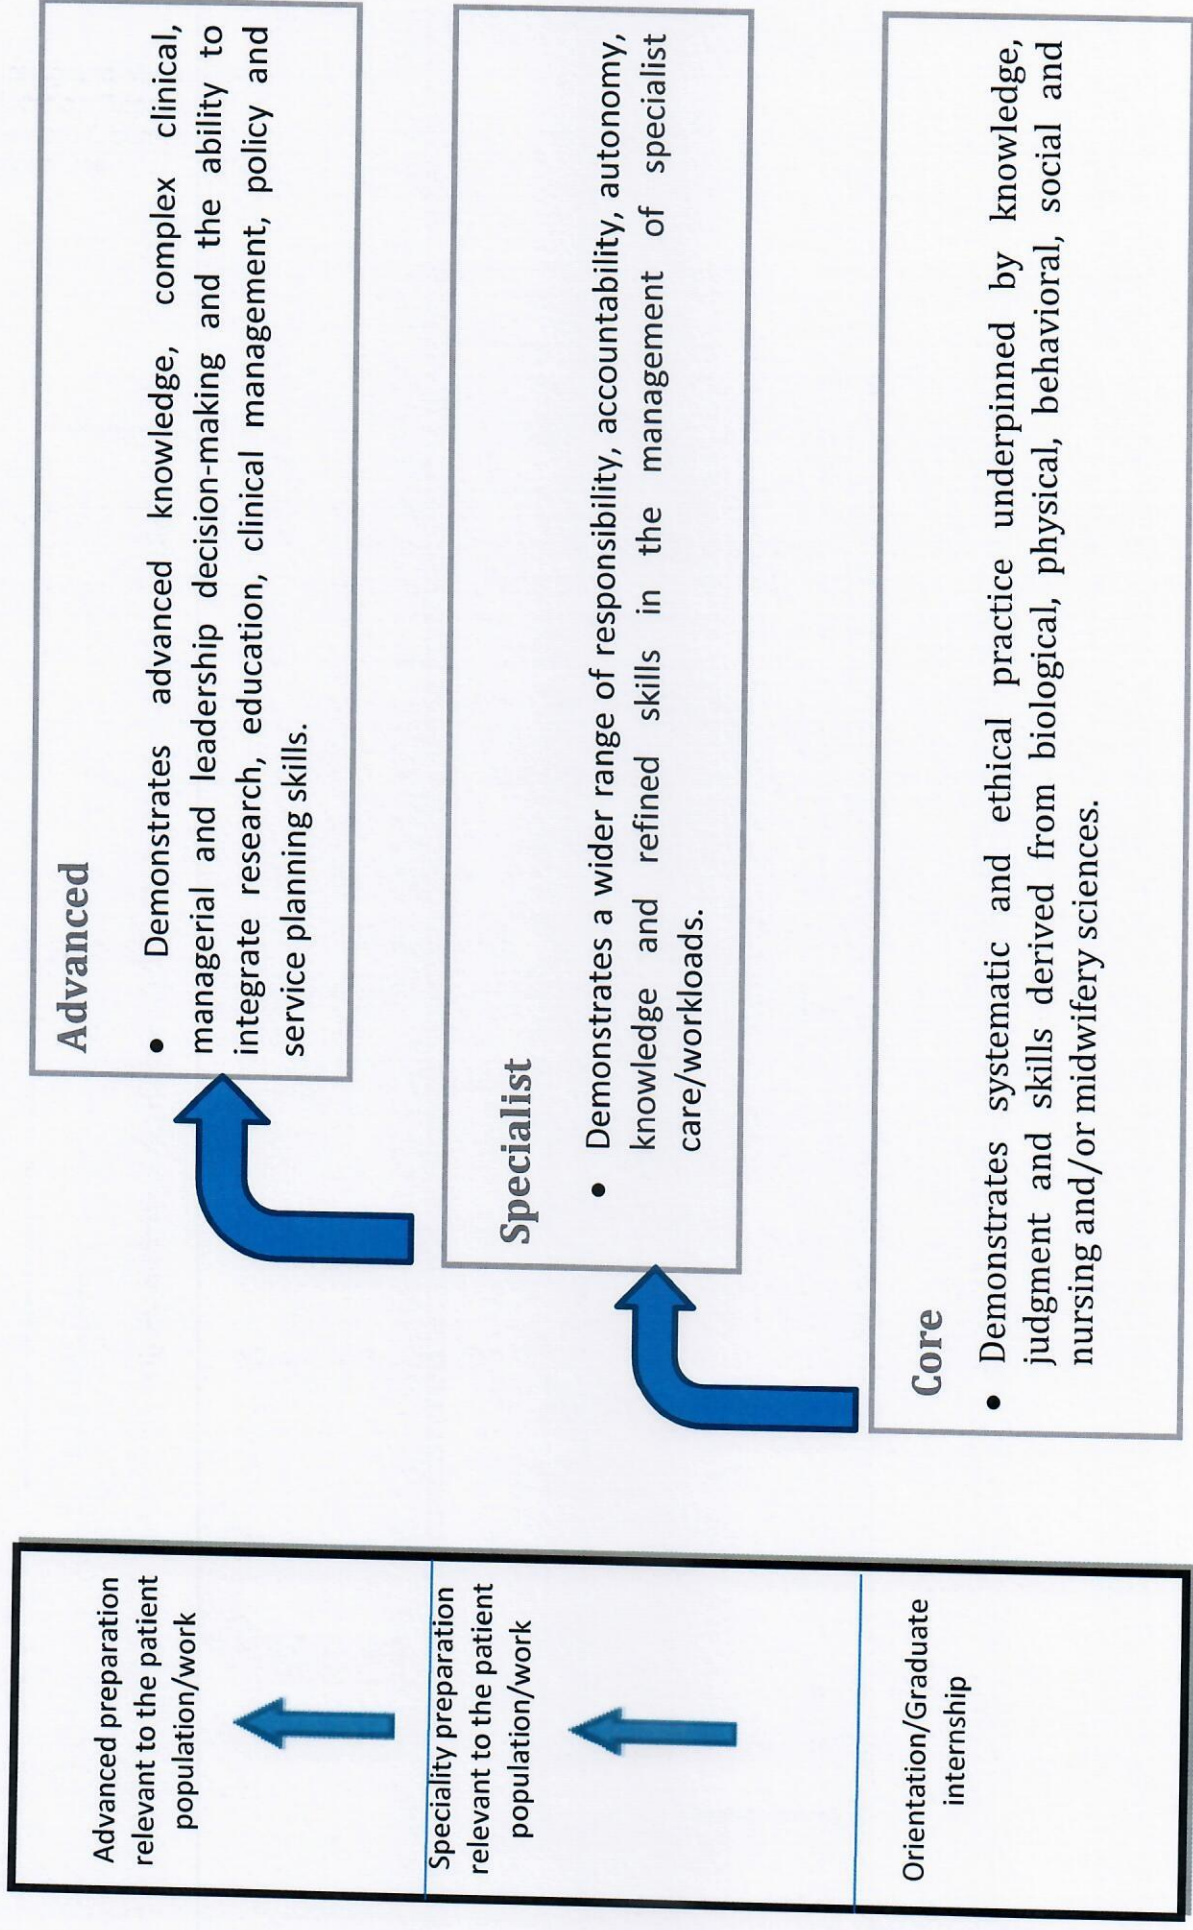 Advanced preparation
relevant to the patient
population/work
Speciality preparation
relevant to the patient
population/work
Orientation/Graduate
internship
Advanced
• Demonstrates advanced knowledge, complex clinical,
managerial and leadership decision-making and the ability to
integrate research, education, clinical management, policy and
service planning skills.
Specialist
• Demonstrates a wider range of responsibility, accountability, autonomy,
knowledge and refined skills in the management of specialist
care/workloads.
Core
• Demonstrates systematic and ethical practice underpinned by knowledge,
judgment and skills derived from biological, physical, behavioral, social and
nursing and/or midwifery sciences.